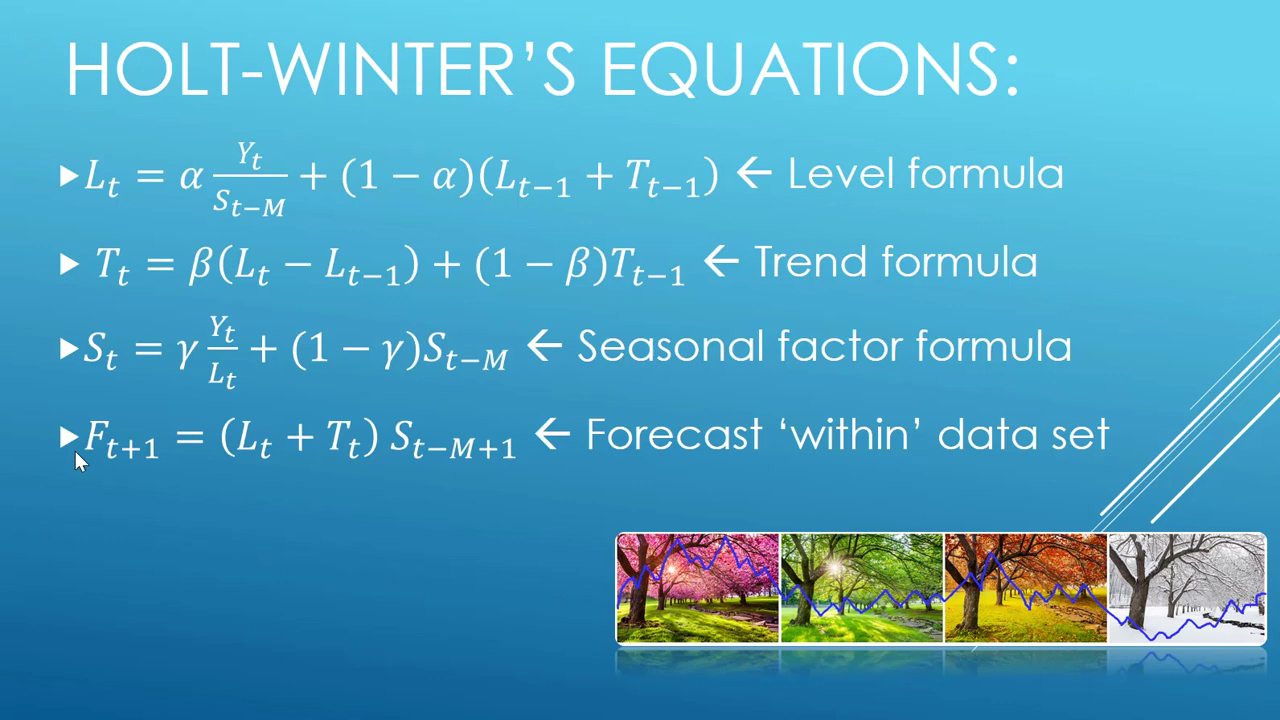 HOLT-WINTER’S EQUATIONS:
▶ L_t = α Y_t/S_{t−M} + (1 − α)(L_{t−1} + T_{t−1}) ← Level formula
▶ T_t = β(L_t − L_{t−1}) + (1 − β)T_{t−1} ← Trend formula
▶ S_t = γ Y_t/L_t + (1 − γ)S_{t−M} ← Seasonal factor formula
▶ F_{t+1} = (L_t + T_t) S_{t−M+1} ← Forecast ‘within’ data set